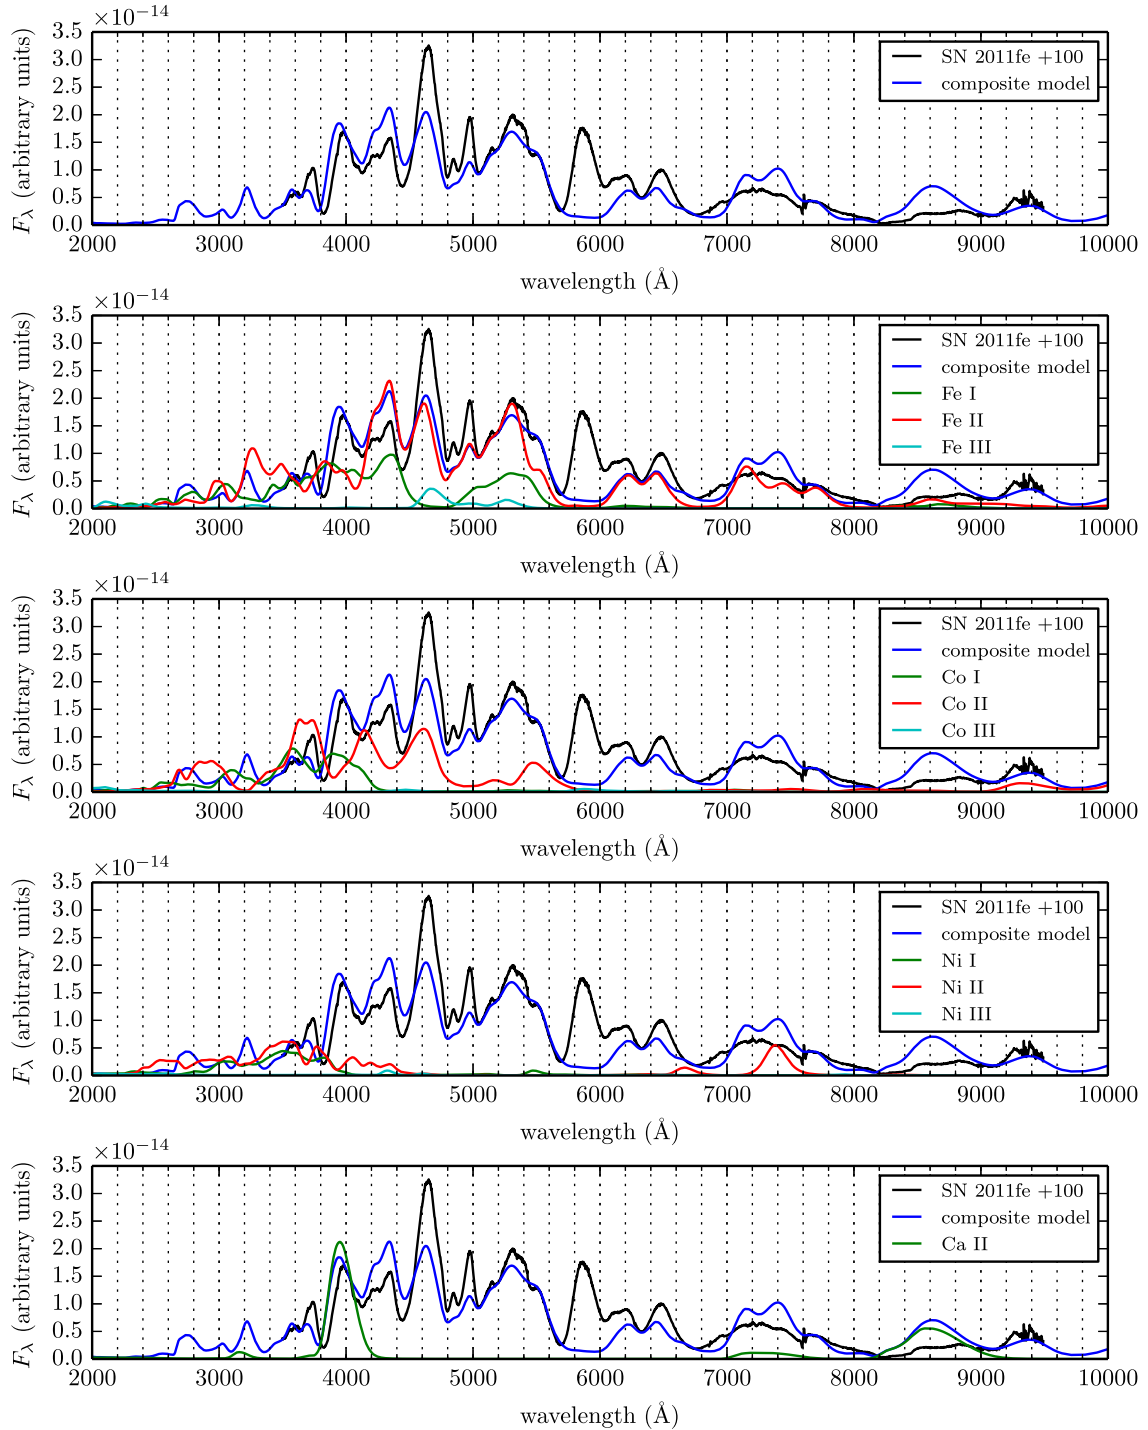 ×10−14
3.5
3.0
2.5
2.0
1.5
1.0
0.5
0.0
Fλ (arbitrary units)
2000 3000 4000 5000 6000 7000 8000 9000 10000
wavelength (Å)
SN 2011fe +100
composite model
×10−14
3.5
3.0
2.5
2.0
1.5
1.0
0.5
0.0
Fλ (arbitrary units)
2000 3000 4000 5000 6000 7000 8000 9000 10000
wavelength (Å)
SN 2011fe +100
composite model
Fe I
Fe II
Fe III
×10−14
3.5
3.0
2.5
2.0
1.5
1.0
0.5
0.0
Fλ (arbitrary units)
2000 3000 4000 5000 6000 7000 8000 9000 10000
wavelength (Å)
SN 2011fe +100
composite model
Co I
Co II
Co III
×10−14
3.5
3.0
2.5
2.0
1.5
1.0
0.5
0.0
Fλ (arbitrary units)
2000 3000 4000 5000 6000 7000 8000 9000 10000
wavelength (Å)
SN 2011fe +100
composite model
Ni I
Ni II
Ni III
×10−14
3.5
3.0
2.5
2.0
1.5
1.0
0.5
0.0
Fλ (arbitrary units)
2000 3000 4000 5000 6000 7000 8000 9000 10000
wavelength (Å)
SN 2011fe +100
composite model
Ca II